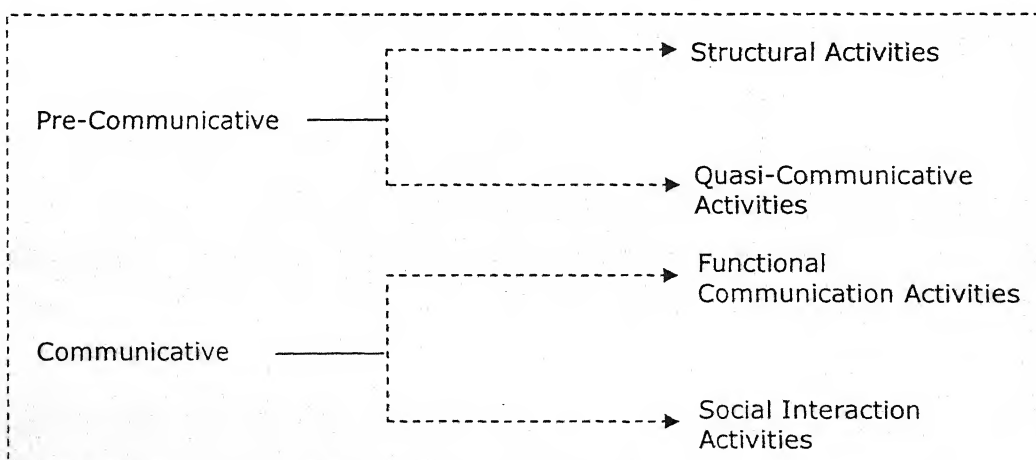 Structural Activities
Pre-Communicative
Quasi-Communicative
Activities
Functional
Communication Activities
Communicative
Social Interaction
Activities